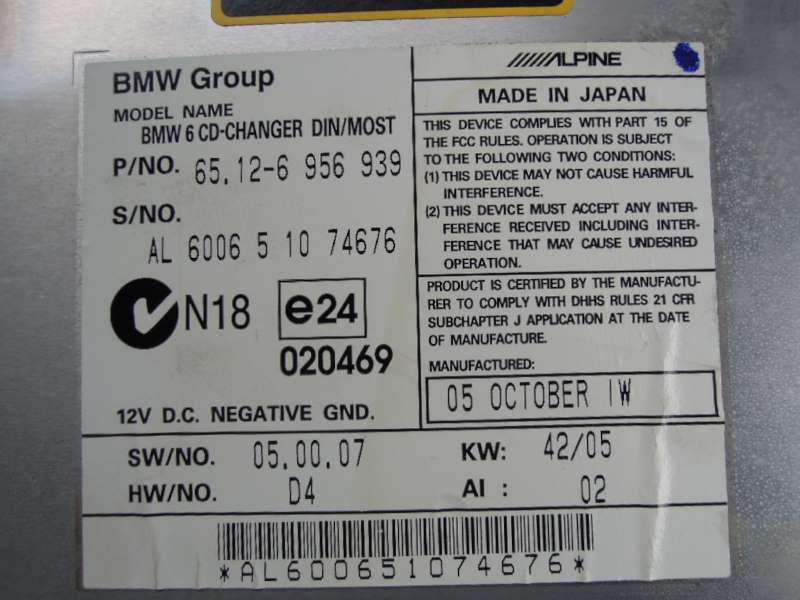 BMW Group
MODEL NAME
BMW 6 CD-CHANGER DIN/MOST
P/NO. 65.12-6 956 939
S/NO.
AL 6006 5 10 74676
N18
e24
020469
12V D.C. NEGATIVE GND.
ALPINE
MADE IN JAPAN
THIS DEVICE COMPLIES WITH PART 15 OF
THE FCC RULES. OPERATION IS SUBJECT
TO THE FOLLOWING TWO CONDITIONS:
(1) THIS DEVICE MAY NOT CAUSE HARMFUL
INTERFERENCE.
(2) THIS DEVICE MUST ACCEPT ANY INTER-
FERENCE RECEIVED INCLUDING INTER-
FERENCE THAT MAY CAUSE UNDESIRED
OPERATION.
PRODUCT IS CERTIFIED BY THE MANUFACTU-
RER TO COMPLY WITH DHHS RULES 21 CFR
SUBCHAPTER J APPLICATION AT THE DATE
OF MANUFACTURE.
MANUFACTURED:
05 OCTOBER IW
SW/NO. 05.00.07 KW: 42/05
HW/NO. D4 AI : 02
*AL600651074676*